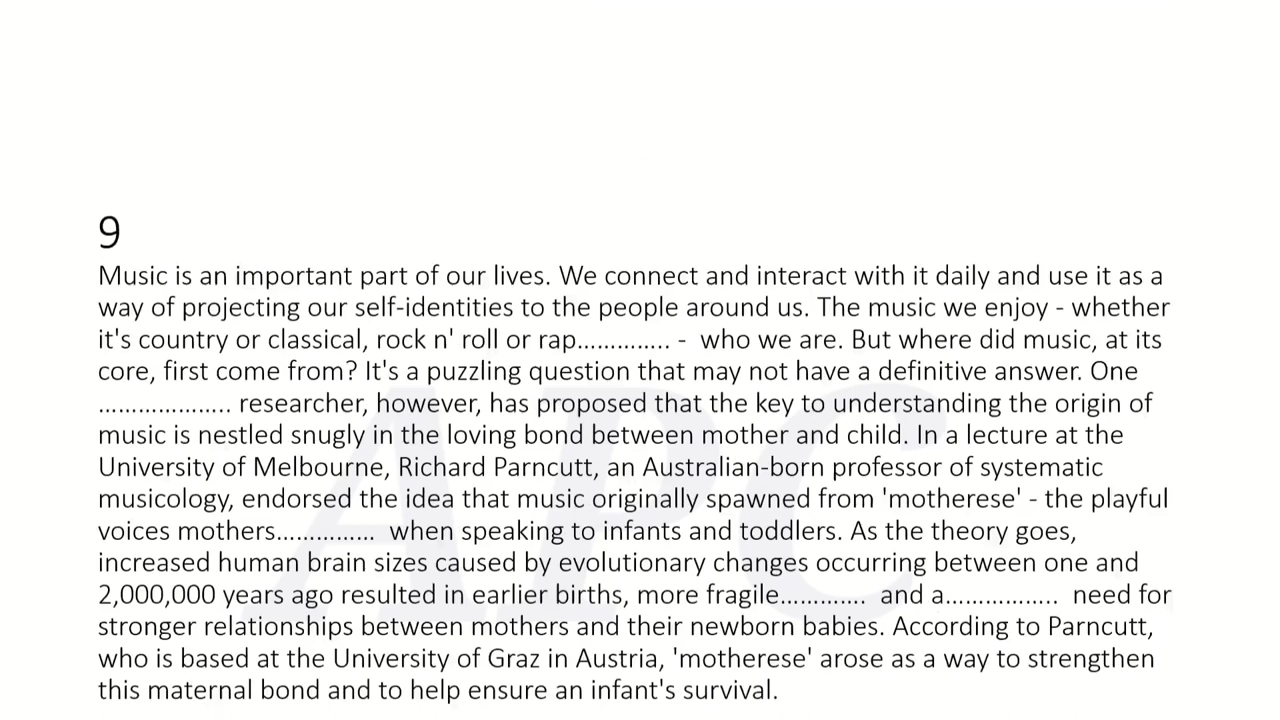 9
Music is an important part of our lives. We connect and interact with it daily and use it as a
way of projecting our self-identities to the people around us. The music we enjoy - whether
it's country or classical, rock n' roll or rap………….. -  who we are. But where did music, at its
core, first come from? It's a puzzling question that may not have a definitive answer. One
……………….. researcher, however, has proposed that the key to understanding the origin of
music is nestled snugly in the loving bond between mother and child. In a lecture at the
University of Melbourne, Richard Parncutt, an Australian-born professor of systematic
musicology, endorsed the idea that music originally spawned from 'motherese' - the playful
voices mothers……………  when speaking to infants and toddlers. As the theory goes,
increased human brain sizes caused by evolutionary changes occurring between one and
2,000,000 years ago resulted in earlier births, more fragile………….  and a……………..  need for
stronger relationships between mothers and their newborn babies. According to Parncutt,
who is based at the University of Graz in Austria, 'motherese' arose as a way to strengthen
this maternal bond and to help ensure an infant's survival.
APC